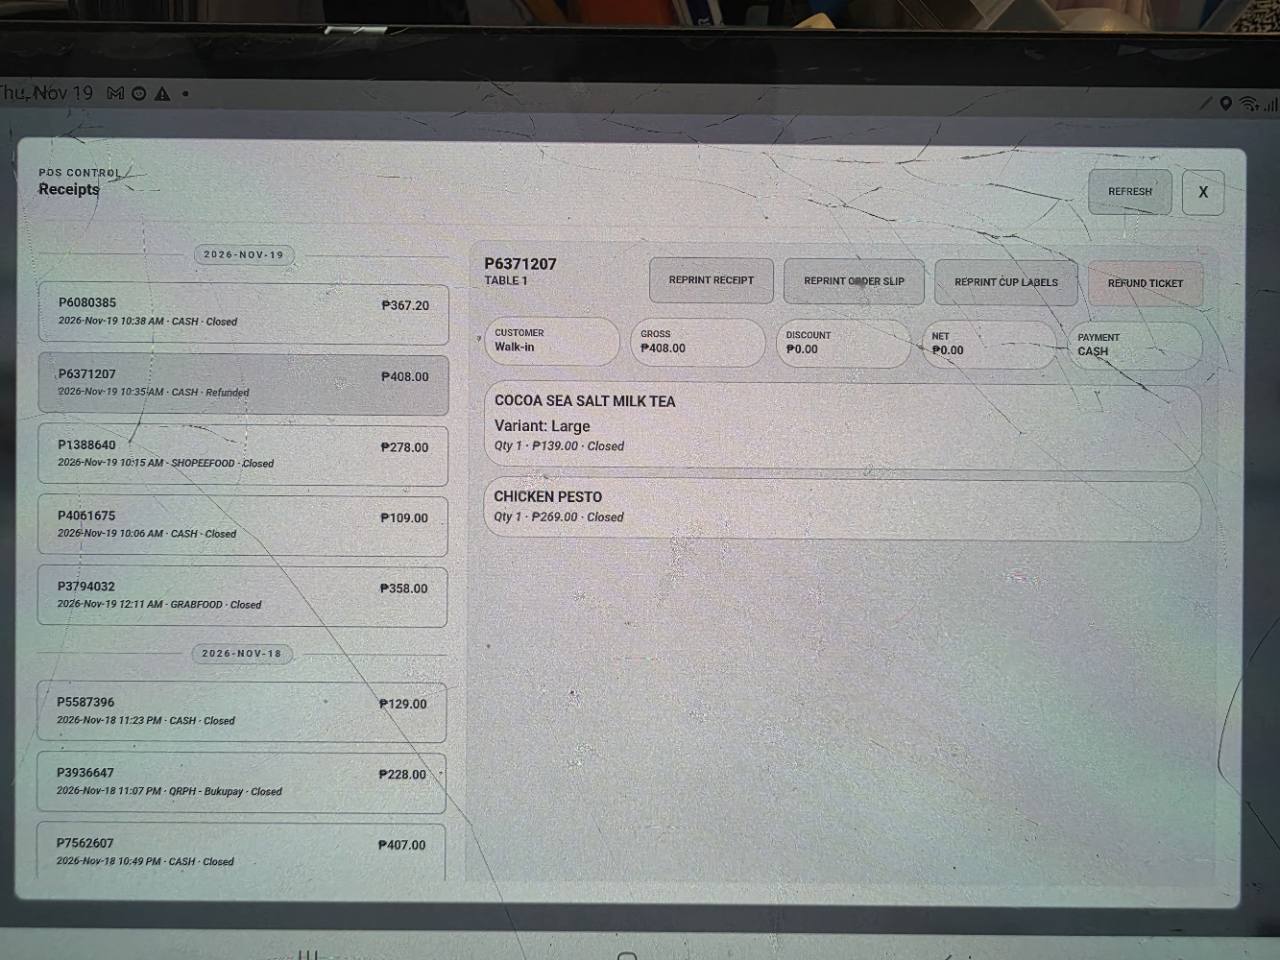 Thu, Nov 19
POS CONTROL
Receipts
REFRESH
X
2026-NOV-19
P6080385
₱367.20
2026-Nov-19 10:38 AM · CASH · Closed
P6371207
₱408.00
2026-Nov-19 10:35 AM · CASH · Refunded
P1388640
₱278.00
2026-Nov-19 10:15 AM · SHOPEEFOOD · Closed
P4061675
₱109.00
2026-Nov-19 10:06 AM · CASH · Closed
P3794032
₱358.00
2026-Nov-19 12:11 AM · GRABFOOD · Closed
2026-NOV-18
P5587396
₱129.00
2026-Nov-18 11:23 PM · CASH · Closed
P3936647
₱228.00
2026-Nov-18 11:07 PM · QRPH - Bukupay · Closed
P7562607
₱407.00
2026-Nov-18 10:49 PM · CASH · Closed
P6371207
TABLE 1
REPRINT RECEIPT
REPRINT ORDER SLIP
REPRINT CUP LABELS
REFUND TICKET
CUSTOMER
Walk-in
GROSS
₱408.00
DISCOUNT
₱0.00
NET
₱0.00
PAYMENT
CASH
COCOA SEA SALT MILK TEA
Variant: Large
Qty 1 · ₱139.00 · Closed
CHICKEN PESTO
Qty 1 · ₱269.00 · Closed